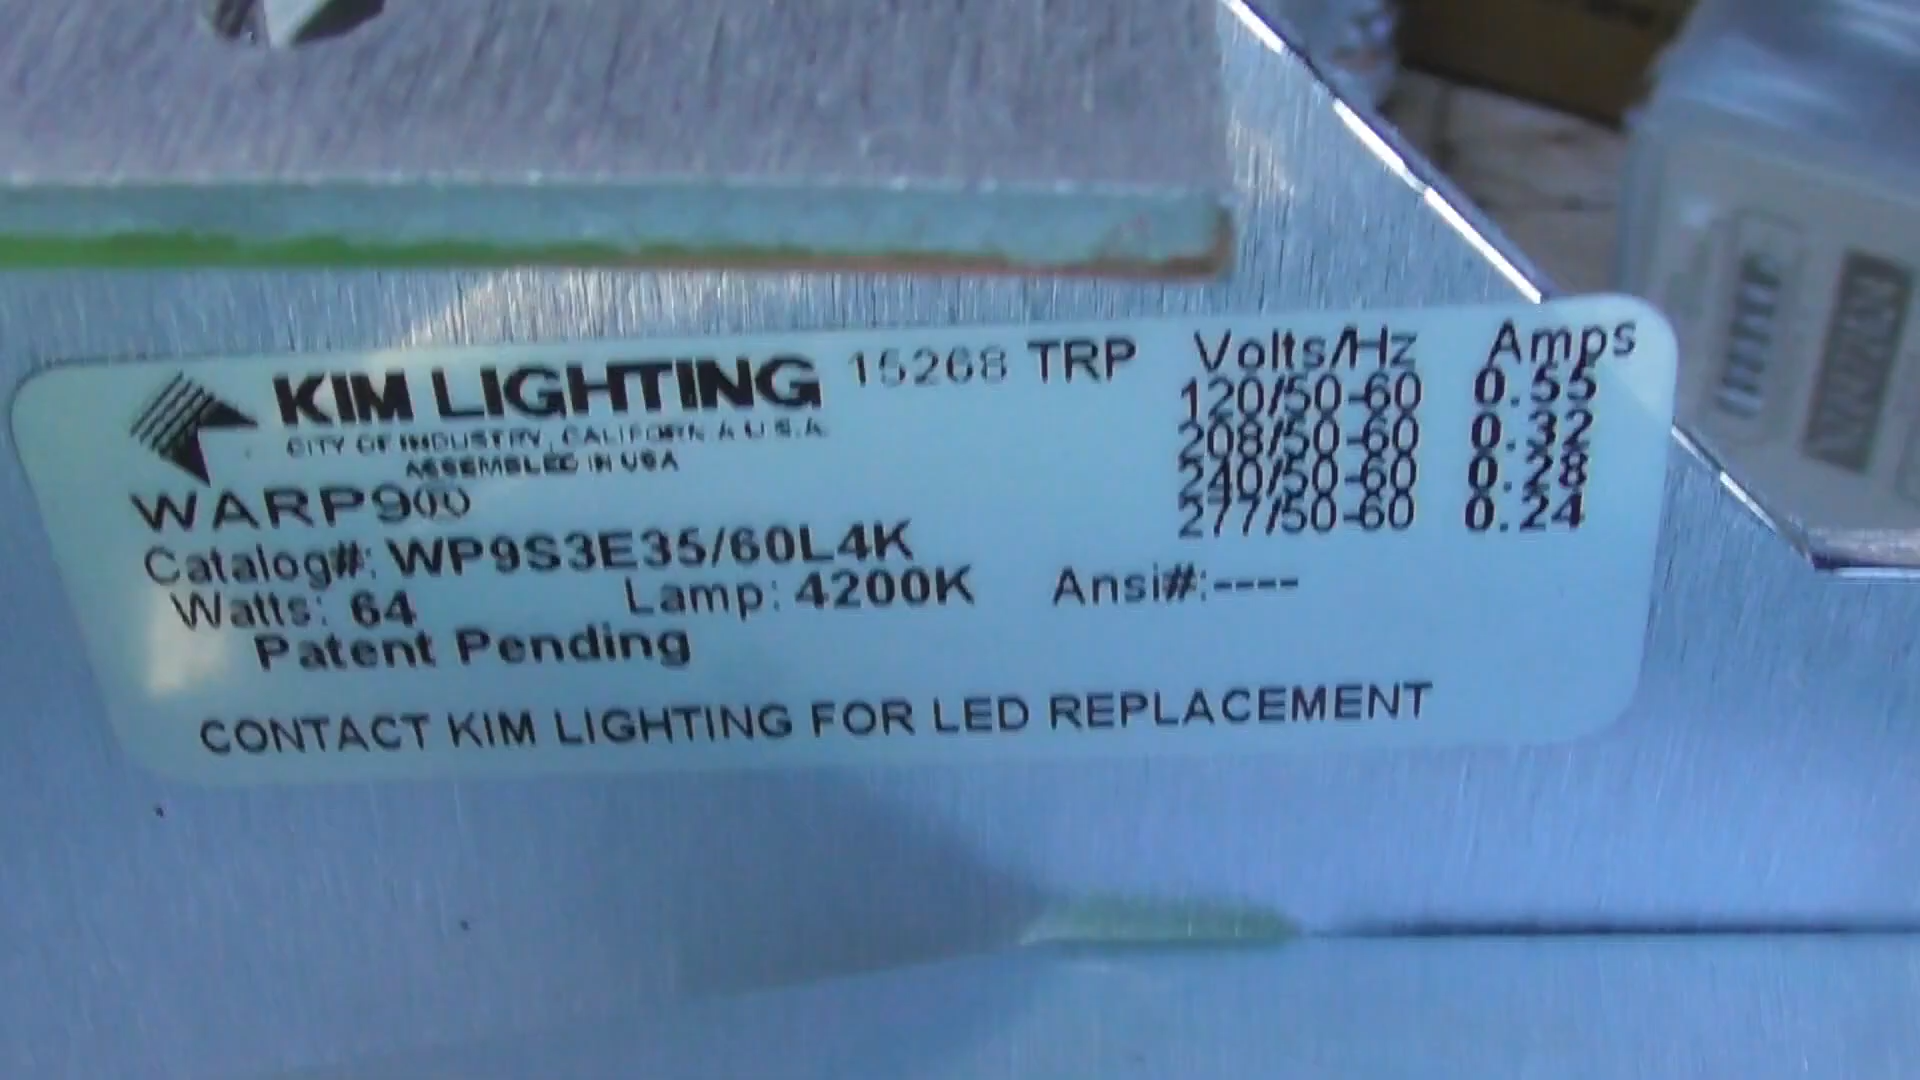 KIM LIGHTING 15268 TRP
CITY OF INDUSTRY, CALIFORNIA U.S.A.
ASSEMBLED IN USA
WARP900
Catalog#: WP9S3E35/60L4K
Watts: 64 Lamp: 4200K Ansi#:----
Patent Pending
CONTACT KIM LIGHTING FOR LED REPLACEMENT
Volts/Hz Amps
120/50-60 0.55
208/50-60 0.32
240/50-60 0.28
277/50-60 0.24